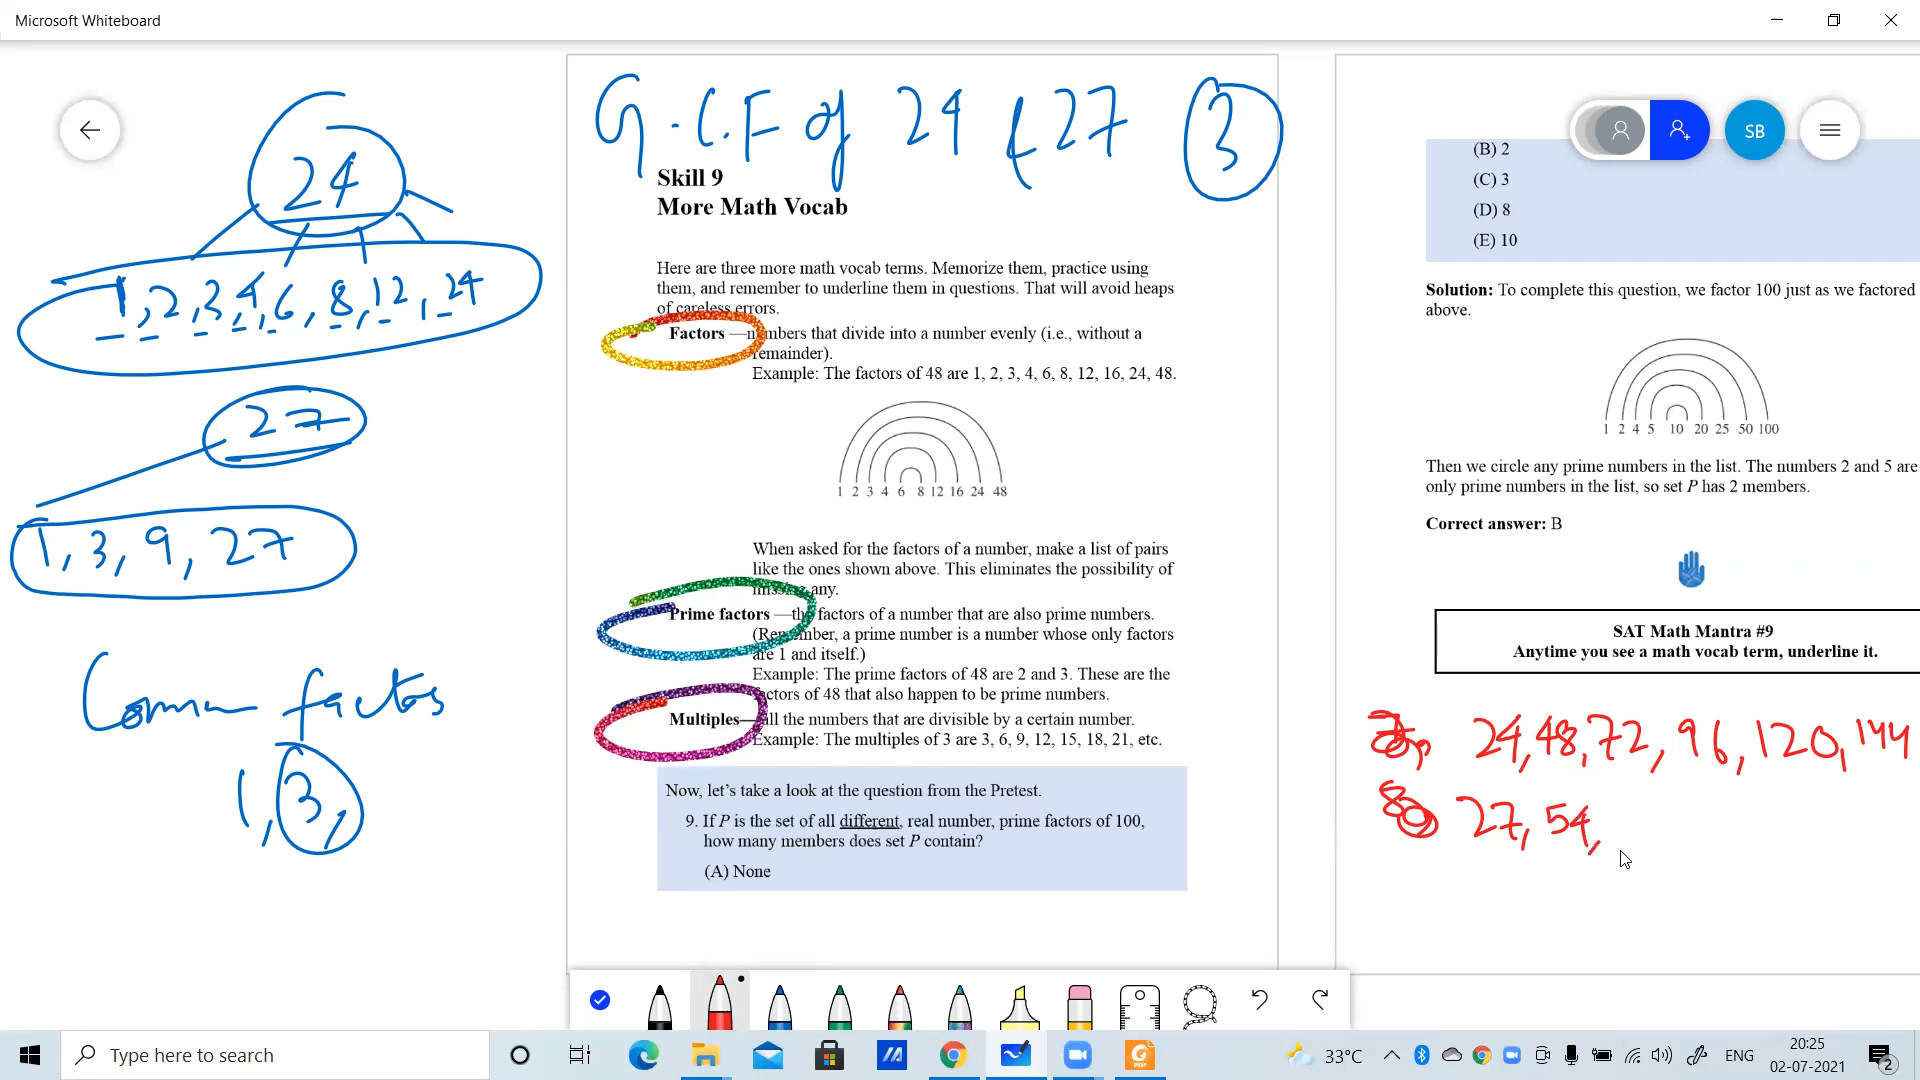 Microsoft Whiteboard
24
1, 2, 3, 4, 6, 8, 12, 24
27
1, 3, 9, 27
Common factors
1, 3,
G.C.F of 24 & 27 3
Skill 9
More Math Vocab
Here are three more math vocab terms. Memorize them, practice using
them, and remember to underline them in questions. That will avoid heaps
of careless errors.
Factors —numbers that divide into a number evenly (i.e., without a
remainder).
Example: The factors of 48 are 1, 2, 3, 4, 6, 8, 12, 16, 24, 48.
1 2 3 4 6 8 12 16 24 48
When asked for the factors of a number, make a list of pairs
like the ones shown above. This eliminates the possibility of
missing any.
Prime factors —the factors of a number that are also prime numbers.
(Remember, a prime number is a number whose only factors
are 1 and itself.)
Example: The prime factors of 48 are 2 and 3. These are the
factors of 48 that also happen to be prime numbers.
Multiples—all the numbers that are divisible by a certain number.
Example: The multiples of 3 are 3, 6, 9, 12, 15, 18, 21, etc.
Now, let's take a look at the question from the Pretest.
9. If P is the set of all different, real number, prime factors of 100,
how many members does set P contain?
(A) None
SB
(B) 2
(C) 3
(D) 8
(E) 10
Solution: To complete this question, we factor 100 just as we factored
above.
1 2 4 5 10 20 25 50 100
Then we circle any prime numbers in the list. The numbers 2 and 5 are
only prime numbers in the list, so set P has 2 members.
Correct answer: B
SAT Math Mantra #9
Anytime you see a math vocab term, underline it.
24, 48, 72, 96, 120, 144
27, 54,
Type here to search
33°C
ENG
20:25
02-07-2021
2